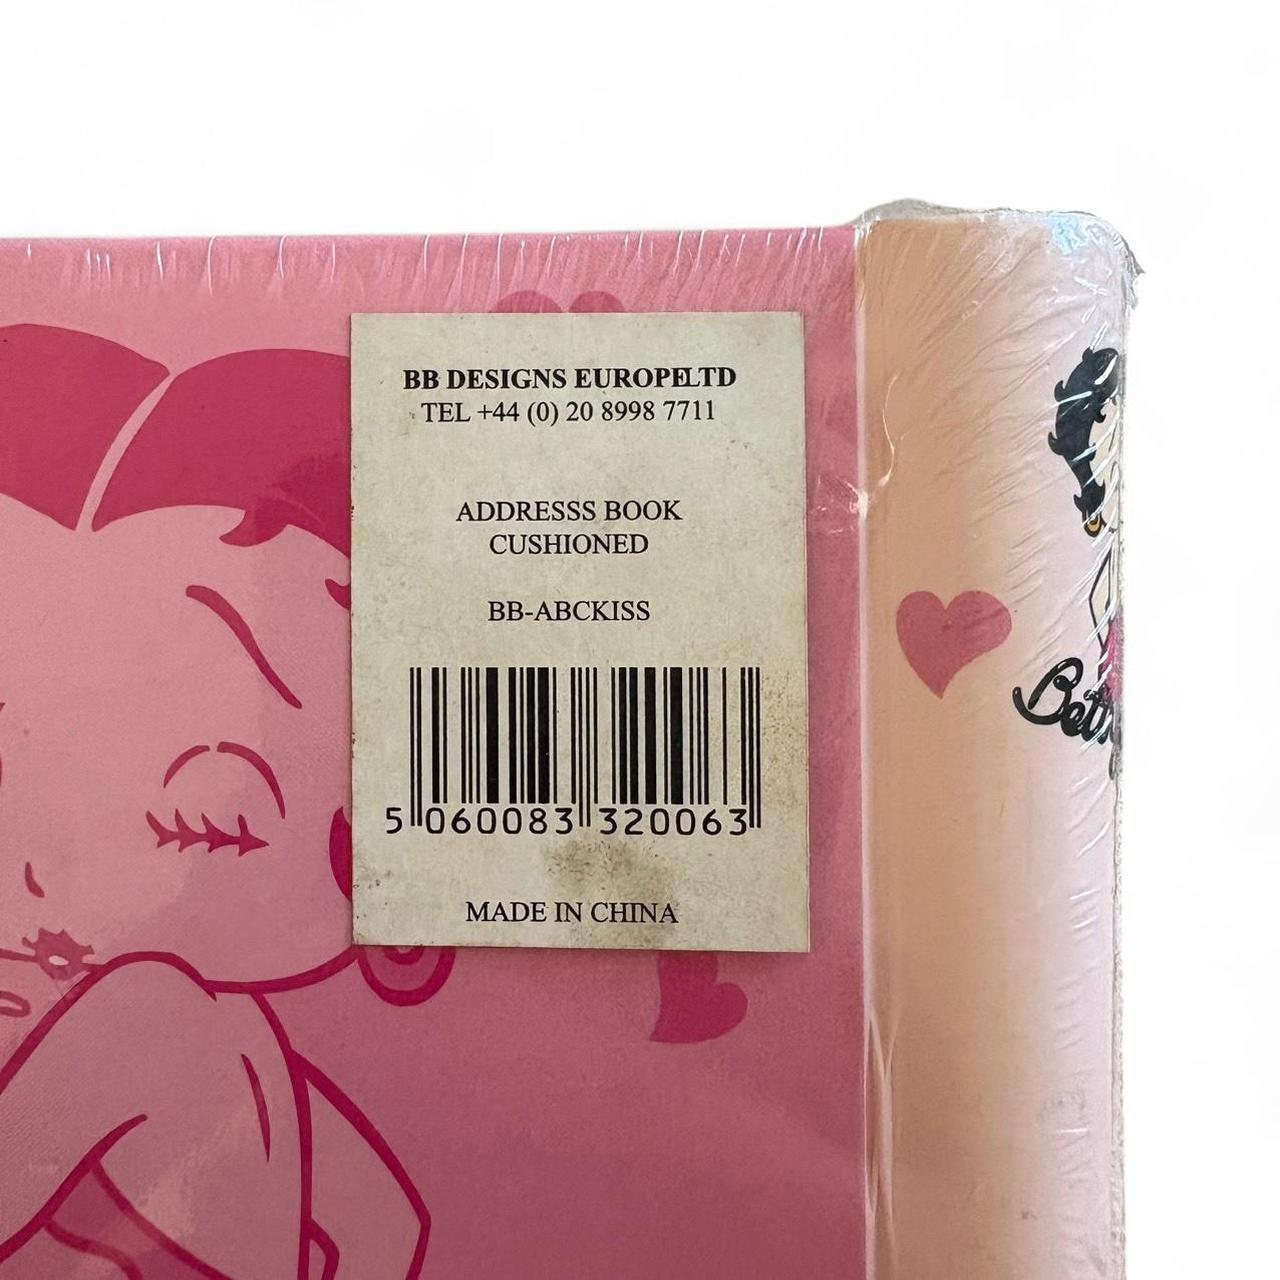 BB DESIGNS EUROPELTD
TEL +44 (0) 20 8998 7711
ADDRESSS BOOK
CUSHIONED
BB-ABCKISS
5 060083 320063
MADE IN CHINA